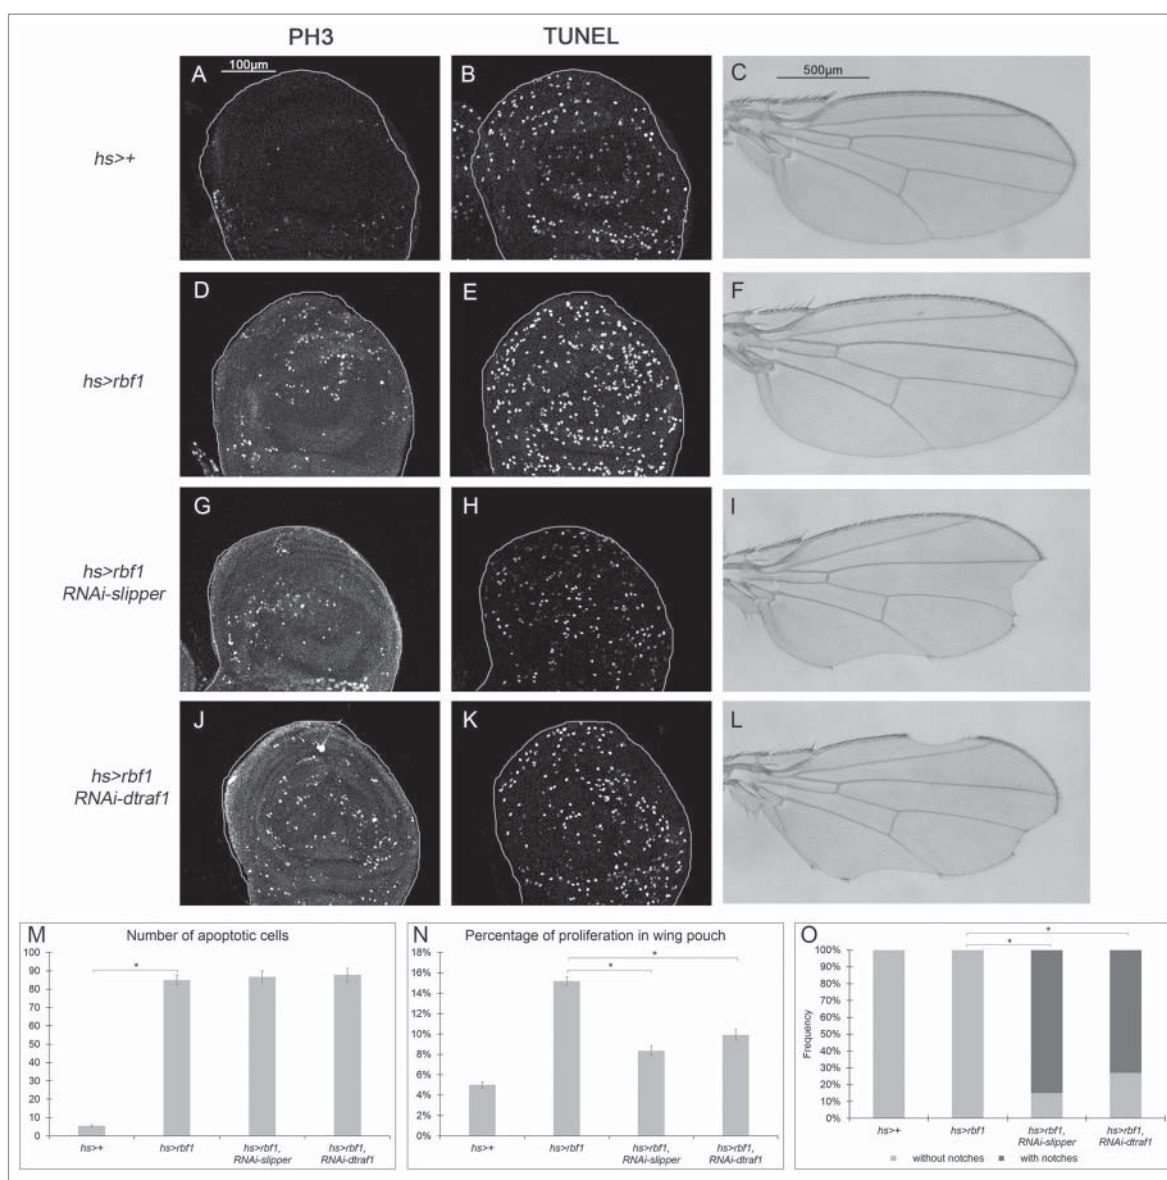 PH3 TUNEL
A 100µm B C 500µm
hs>+
D E F
hs>rbf1
G H I
hs>rbf1
RNAi-slipper
J K L
hs>rbf1
RNAi-dtraf1
M Number of apoptotic cells
100
90
80
70
60
50
40
30
20
10
0
*
hs>+ hs>rbf1 hs>rbf1, hs>rbf1,
RNAi-slipper RNAi-dtraf1
N Percentage of proliferation in wing pouch
18%
16%
14%
12%
10%
8%
6%
4%
2%
0%
*
*
hs>+ hs>rbf1 hs>rbf1, hs>rbf1,
RNAi-slipper RNAi-dtraf1
O
*
*
100%
90%
80%
70%
60%
50%
40%
30%
20%
10%
0%
Frequency
hs>+ hs>rbf1 hs>rbf1, hs>rbf1,
RNAi-slipper RNAi-dtraf1
without notches with notches